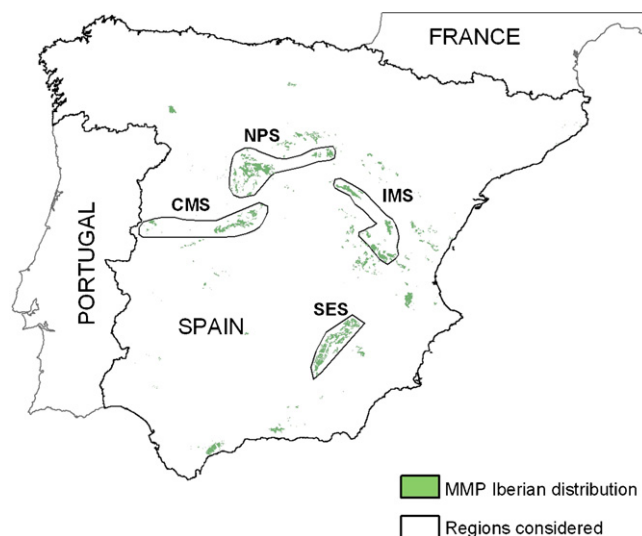 FRANCE
NPS
CMS
IMS
PORTUGAL
SPAIN
SES
MMP Iberian distribution
Regions considered